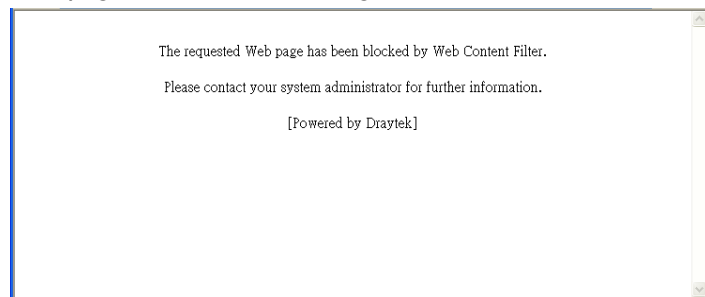 The requested Web page has been blocked by Web Content Filter.
Please contact your system administrator for further information.
[Powered by Draytek]